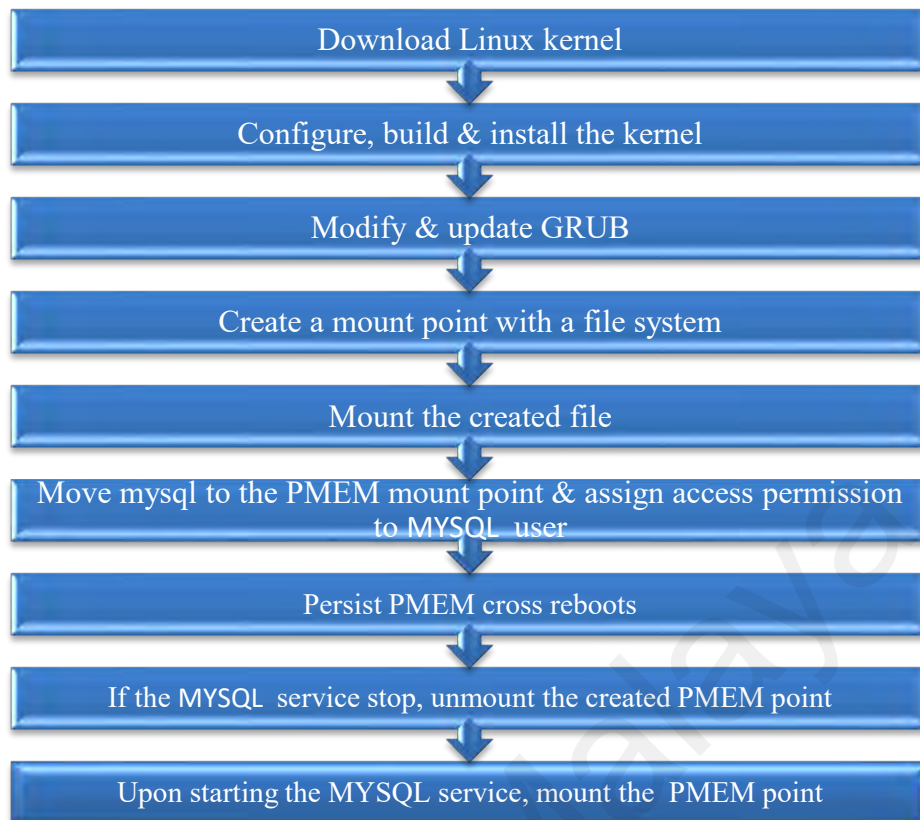 Download Linux kernel
Configure, build & install the kernel
Modify & update GRUB
Create a mount point with a file system
Mount the created file
Move mysql to the PMEM mount point & assign access permission
to MYSQL user
Persist PMEM cross reboots
If the MYSQL service stop, unmount the created PMEM point
Upon starting the MYSQL service, mount the PMEM point
Malaya